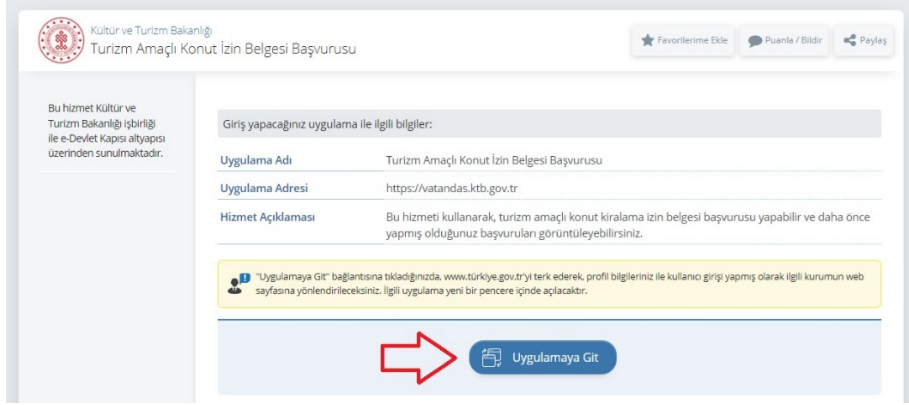 Kültür ve Turizm Bakanlığı
Turizm Amaçlı Konut İzin Belgesi Başvurusu
Favorilerime Ekle
Puanla / Bildir
Paylaş
Bu hizmet Kültür ve
Turizm Bakanlığı işbirliği
ile e-Devlet Kapısı altyapısı
üzerinden sunulmaktadır.
Giriş yapacağınız uygulama ile ilgili bilgiler:
Uygulama Adı
Turizm Amaçlı Konut İzin Belgesi Başvurusu
Uygulama Adresi
https://vatandas.ktb.gov.tr
Hizmet Açıklaması
Bu hizmeti kullanarak, turizm amaçlı konut kiralama izin belgesi başvurusu yapabilir ve daha önce
yapmış olduğunuz başvuruları görüntüleyebilirsiniz.
"Uygulamaya Git" bağlantısına tıkladığınızda, www.türkiye.gov.tr'yi terk ederek, profil bilgileriniz ile kullanıcı girişi yapmış olarak ilgili kurumun web
sayfasına yönlendirileceksiniz. İlgili uygulama yeni bir pencere içinde açılacaktır.
Uygulamaya Git